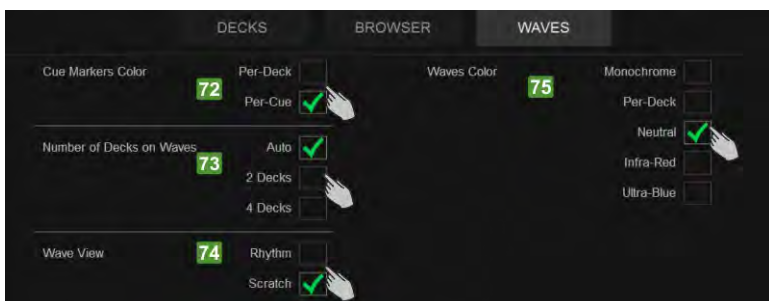 DECKS BROWSER WAVES
Cue Markers Color 72 Per-Deck
Per-Cue
Number of Decks on Waves 73 Auto
2 Decks
4 Decks
Wave View 74 Rhythm
Scratch
Waves Color 75 Monochrome
Per-Deck
Neutral
Infra-Red
Ultra-Blue